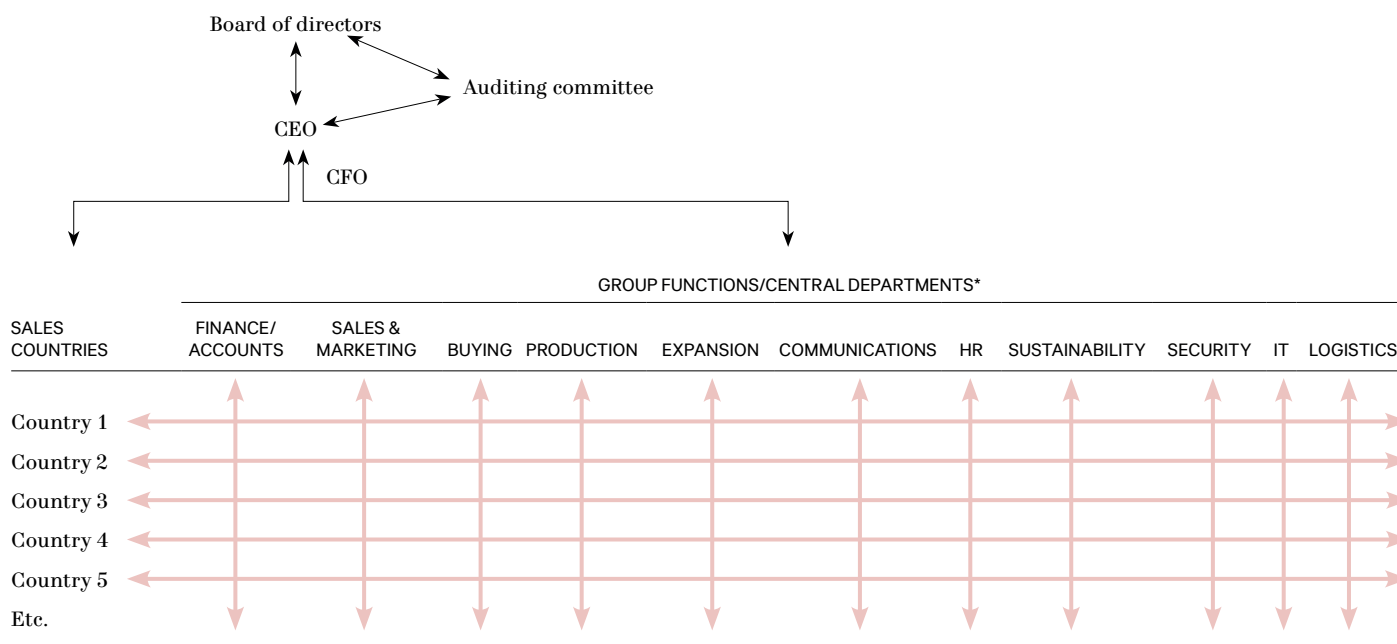 Board of directors
Auditing committee
CEO
CFO
GROUP FUNCTIONS/CENTRAL DEPARTMENTS*
SALES
COUNTRIES
FINANCE/
ACCOUNTS
SALES &
MARKETING
BUYING
PRODUCTION
EXPANSION
COMMUNICATIONS
HR
SUSTAINABILITY
SECURITY
IT
LOGISTICS
Country 1
Country 2
Country 3
Country 4
Country 5
Etc.